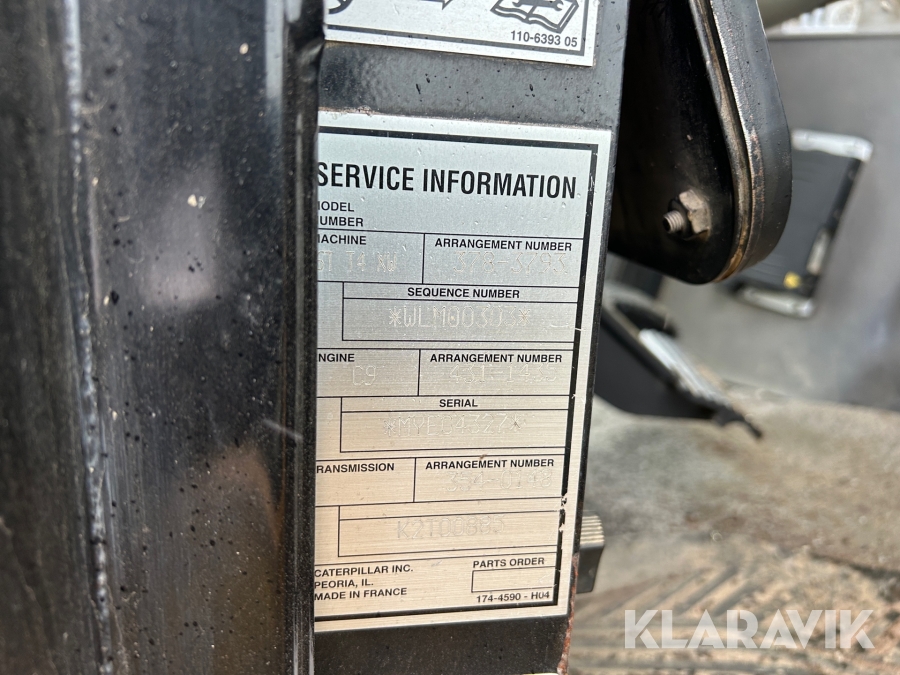 110-6393 05
SERVICE INFORMATION
MODEL
NUMBER
MACHINE
ARRANGEMENT NUMBER
SEQUENCE NUMBER
ENGINE
ARRANGEMENT NUMBER
C9
SERIAL
TRANSMISSION
ARRANGEMENT NUMBER
CATERPILLAR INC.
PEORIA, IL.
MADE IN FRANCE
PARTS ORDER
174-4590 - HU4
KLARAVIK